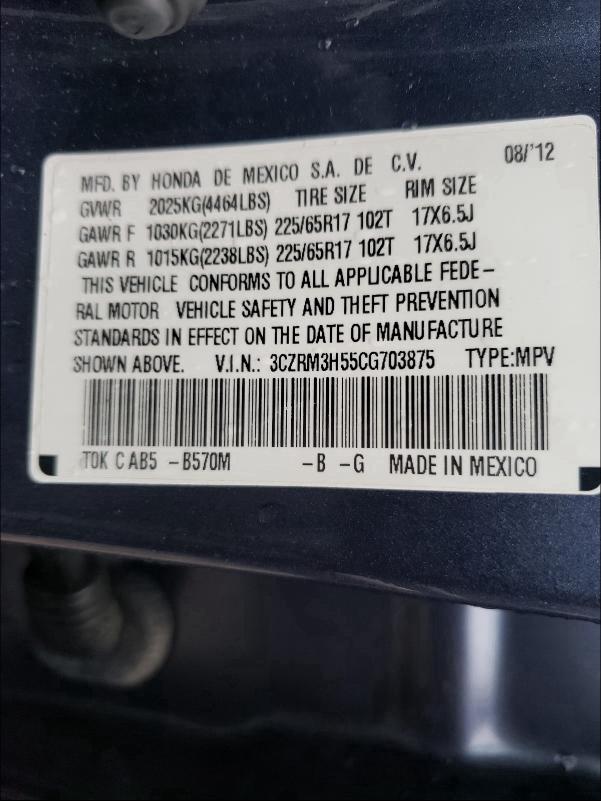 MFD. BY HONDA DE MEXICO S.A. DE C.V. 08/'12
GVWR 2025KG(4464LBS) TIRE SIZE RIM SIZE
GAWR F 1030KG(2271LBS) 225/65R17 102T 17X6.5J
GAWR R 1015KG(2238LBS) 225/65R17 102T 17X6.5J
THIS VEHICLE CONFORMS TO ALL APPLICABLE FEDE-
RAL MOTOR VEHICLE SAFETY AND THEFT PREVENTION
STANDARDS IN EFFECT ON THE DATE OF MANUFACTURE
SHOWN ABOVE. V.I.N.: 3CZRM3H55CG703875 TYPE:MPV
T0K C AB5 -B570M -B -G MADE IN MEXICO